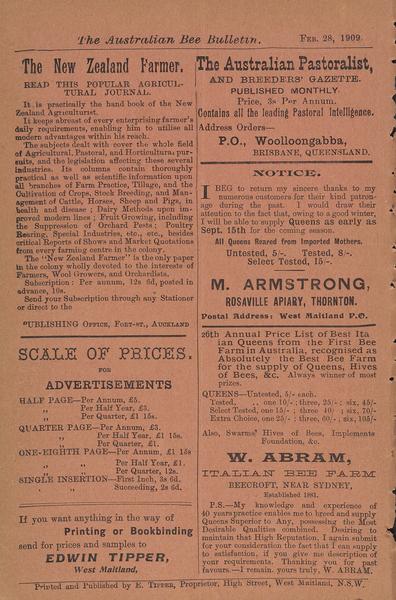 The Australian Bee Bulletin. FEB. 28, 1909.
The New Zealand Farmer.
READ THIS POPULAR AGRICUL-
TURAL JOURNAL.
It is practically the hand book of the New
Zealand Agriculturist.
It keeps abreast of every enterprising farmer's
daily requirements, enabling him to utilise all
modern advantages within his reach.
The subjects dealt with cover the whole field
of Agricultural, Pastoral, and Horticultural pur-
suits, and the legislation affecting these several
industries. Its columns contain thoroughly
practical as well as scientific information upon
all branches of Farm Practice, Tillage, and the
Cultivation of Crops, Stock Breeding, and Man-
agement of Cattle, Horses, Sheep and Pigs, in
health and disease; Dairy Methods upon im-
proved modern lines; Fruit Growing, including
the Suppression of Orchard Pests; Poultry
Rearing, Special Industries, etc., etc., besides
critical Reports of Shows and Market Quotations
from every farming centre in the colony.
The "New Zealand Farmer" is the only paper
in the colony wholly devoted to the interests of
Farmers, Wool Growers, and Orchardists.
Subscription: Per annum, 12s 6d, posted in
advance, 10s.
Send your Subscription through any Stationer
or direct to the
PUBLISHING OFFICE, FORT-ST., AUCKLAND
SCALE OF PRICES.
FOR
ADVERTISEMENTS
HALF PAGE—Per Annum, £5.
,, Per Half Year, £3.
,, Per Quarter, £1 15s.
QUARTER PAGE—Per Annum, £3.
,, Per Half Year, £1 15s.
,, Per Quarter, £1.
ONE-EIGHTH PAGE—Per Annum, £1 15s
,, Per Half Year, £1.
,, Per Quarter, 12s.
SINGLE INSERTION—First Inch, 3s 6d.
,, Succeeding, 2s 6d.
If you want anything in the way of
Printing or Bookbinding
send for prices and samples to
EDWIN TIPPER,
West Maitland,
The Australian Pastoralist,
AND BREEDERS' GAZETTE.
PUBLISHED MONTHLY
Price, 3s Per Annum.
Contains all the leading Pastoral Intelligence.
Address Orders—
P.O., Woolloongabba,
BRISBANE, QUEENSLAND.
NOTICE.
I BEG to return my sincere thanks to my
numerous customers for their kind patron-
age during the past. I would draw their
attention to the fact that, owing to a good winter,
I will be able to supply Queens as early as
Sept. 15th for the coming season.
All Queens Reared from Imported Mothers.
Untested, 5/-. Tested, 8/-.
Select Tested, 15/-.
M. ARMSTRONG,
ROSAVILLE APIARY, THORNTON.
Postal Address: West Maitland P.O.
26th Annual Price List of Best Ita
ian Queens from the First Bee
Farm in Australia, recognised as
Absolutely the Best Bee Farm
for the supply of Queens, Hives
of Bees, &c. Always winner of most
prizes.
QUEENS—Untested, 5/- each.
Tested, ,, one 10/-; three, 25/-; six, 45/-
Select Tested, one 15/-; three 40/; six, 70/-
Extra Choice, one 25/-; three, 60/-; six, 105/-
Also, Swarms' Hives of Bees, Implements
Foundation, &c.
W. ABRAM,
ITALIAN BEE FARM
BEECROFT, NEAR SYDNEY,
Established 1881.
P.S.—My knowledge and experience of
40 years practice enables me to breed and supply
Queens Superior to Any, possessing the Most
Desirable Qualities combined. Desiring to
maintain that High Reputation, I again submit
for your consideration the fact that I can supply
to satisfaction, if you give me description of
your requirements. Thanking you for past
favours—I remain, yours truly, W. ABRAM.
Printed and Published by E. TIPPER, Proprietor, High Street, West Maitland, N.S.W.